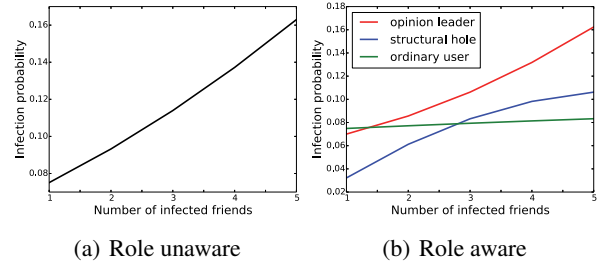 0.16
0.14
0.12
0.10
0.08
Infection probability
1 2 3 4 5
Number of infected friends
(a) Role unaware
0.18
0.16
0.14
0.12
0.10
0.08
0.06
0.04
0.02
Infection probability
opinion leader
structural hole
ordinary user
1 2 3 4 5
Number of infected friends
(b) Role aware